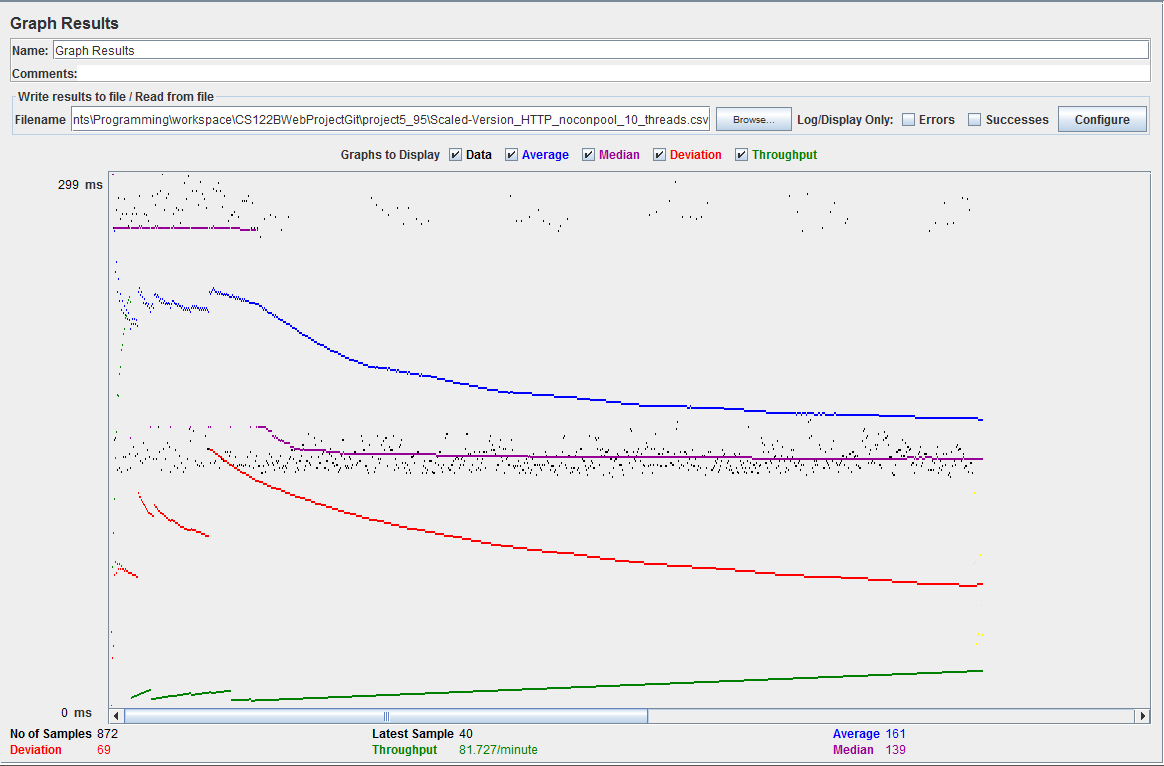 Graph Results
Name: Graph Results
Comments:
Write results to file / Read from file
Filename nts\Programming\workspace\CS122BWebProjectGit\project5_95\Scaled-Version_HTTP_noconpool_10_threads.csv Browse... Log/Display Only: Errors Successes Configure
Graphs to Display Data Average Median Deviation Throughput
299 ms
0 ms
No of Samples 872 Latest Sample 40 Average 161
Deviation 69 Throughput 81.727/minute Median 139